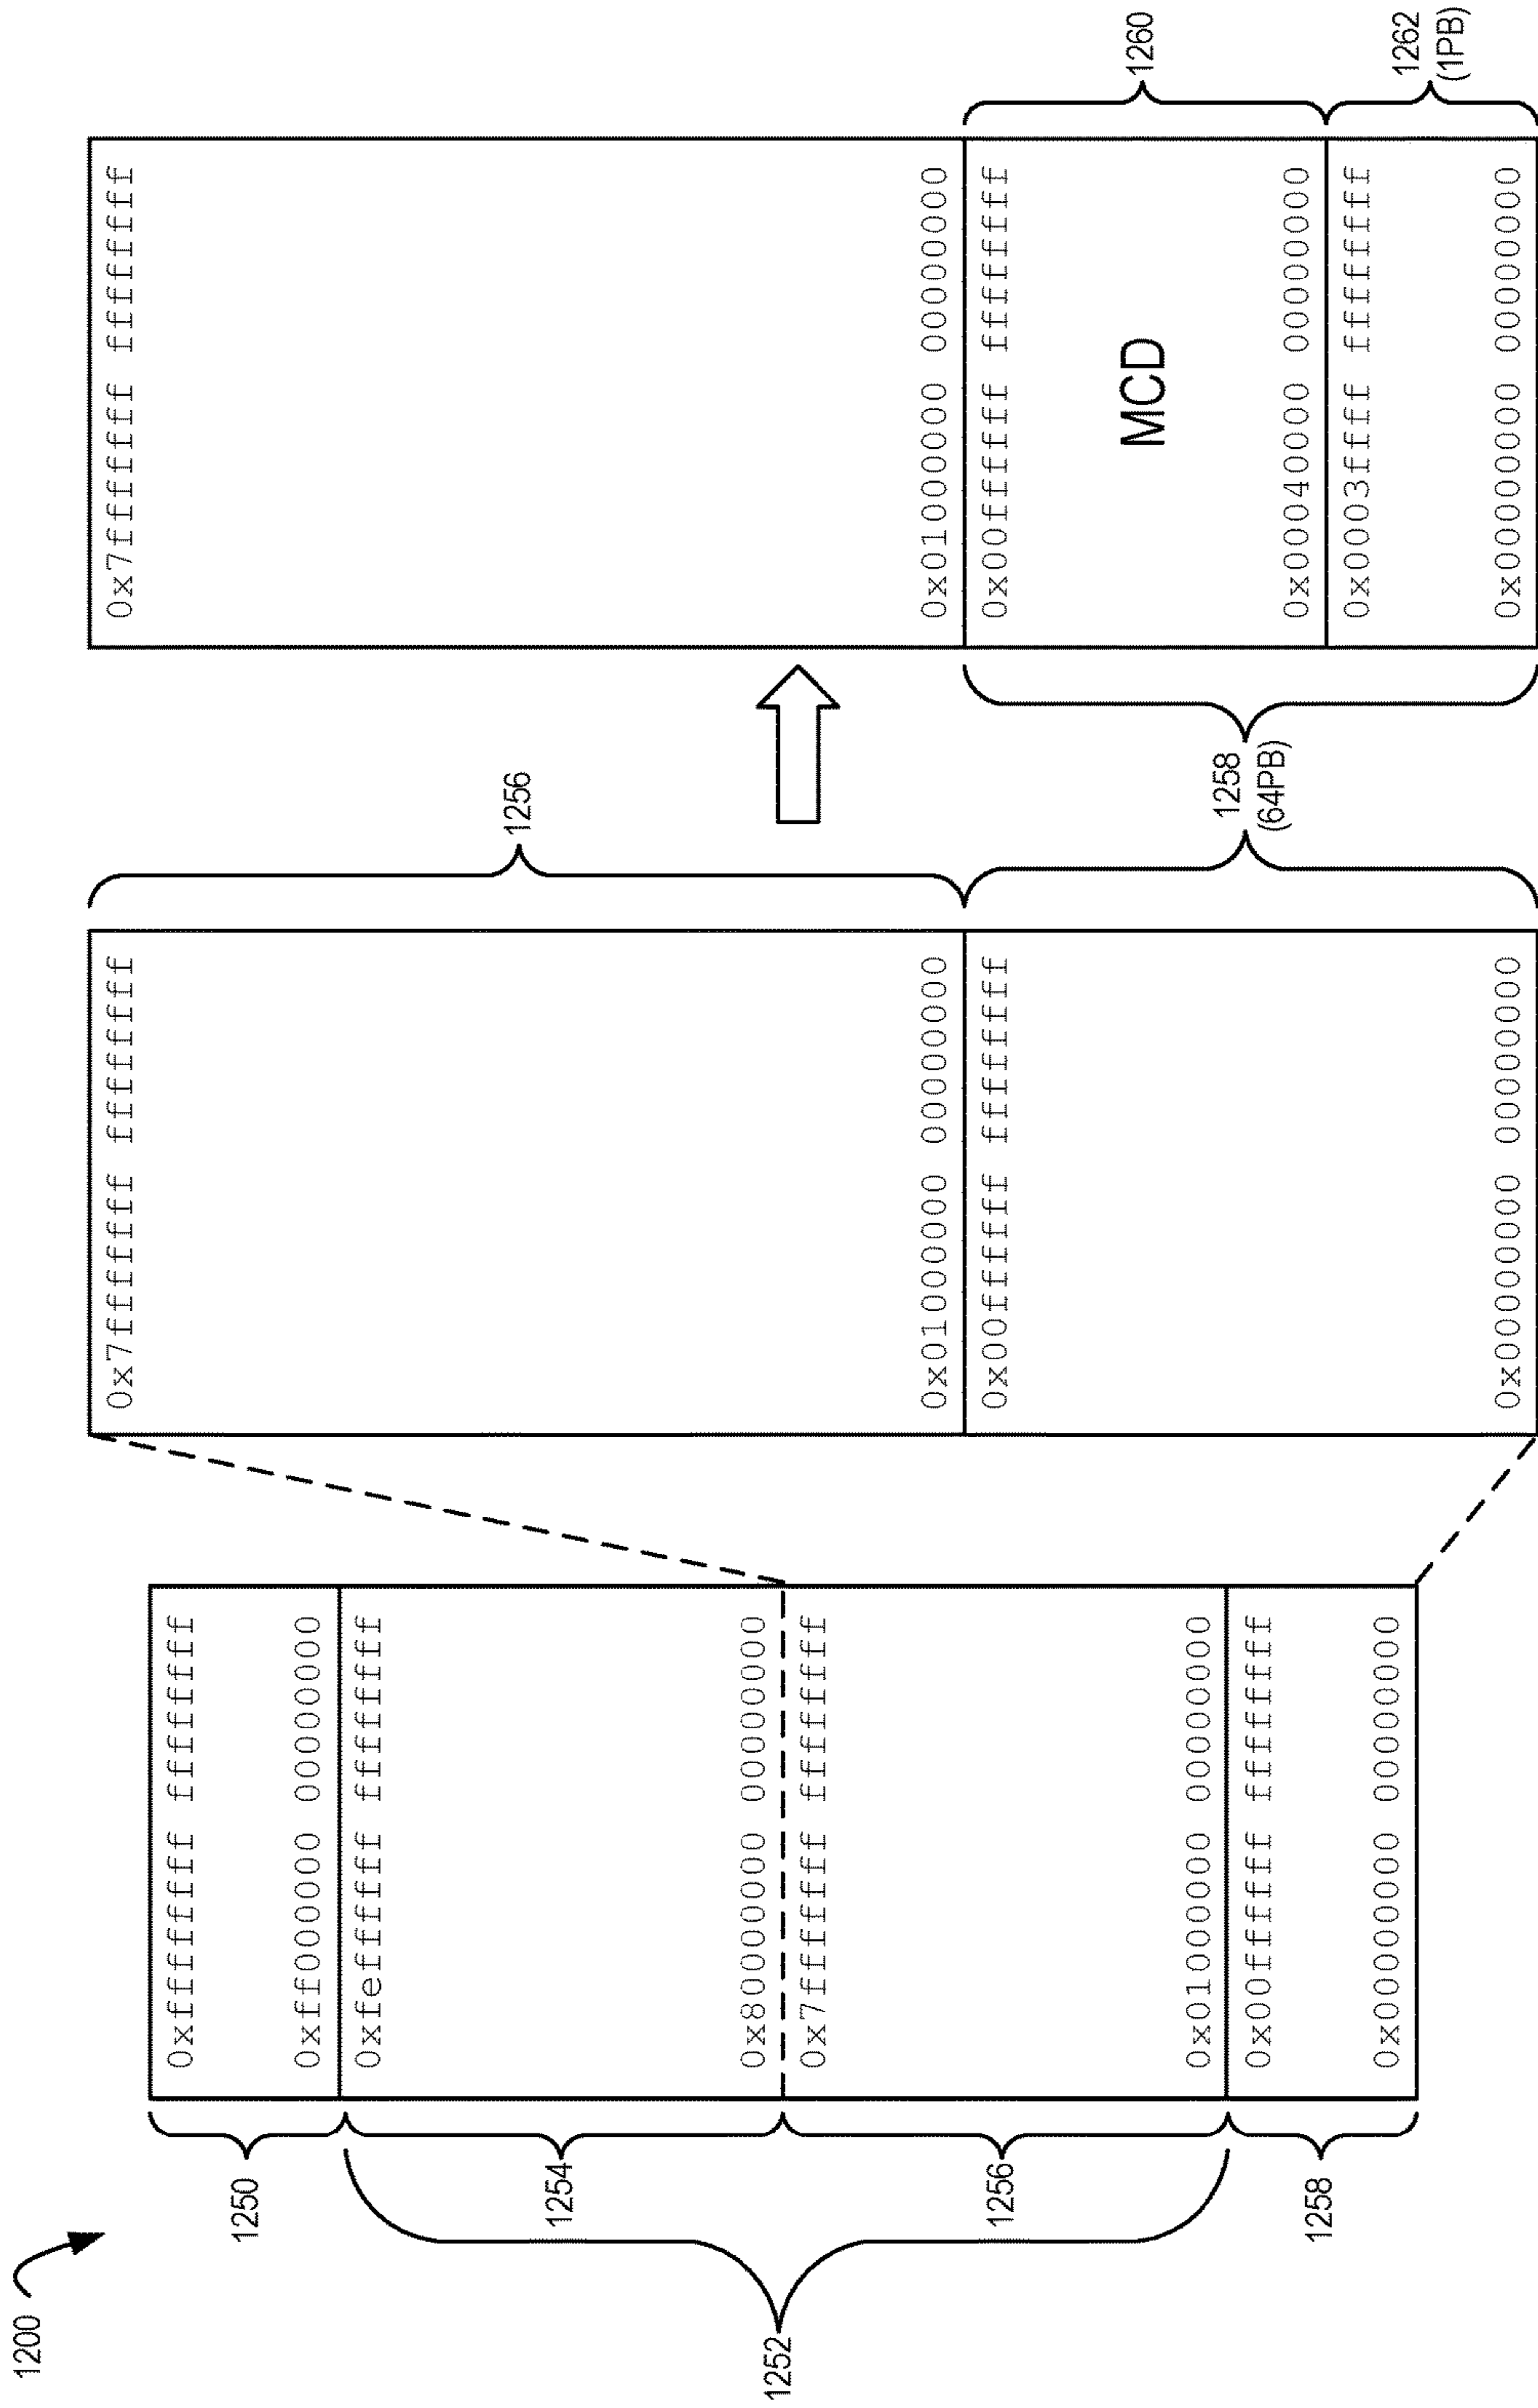 1200
1252
1250
1254
1256
1258
0xffffffff ffffffff
0xff000000 00000000
0xfeffffff ffffffff
0x80000000 00000000
0x7fffffff ffffffff
0x01000000 00000000
0x00ffffff ffffffff
0x00000000 00000000
0x7fffffff ffffffff
0x01000000 00000000
0x00ffffff ffffffff
0x00000000 00000000
1256
1258
(64PB)
0x7fffffff ffffffff
0x01000000 00000000
0x00ffffff ffffffff
MCD
0x00040000 00000000
0x0003ffff ffffffff
0x00000000 00000000
1260
1262
(1PB)